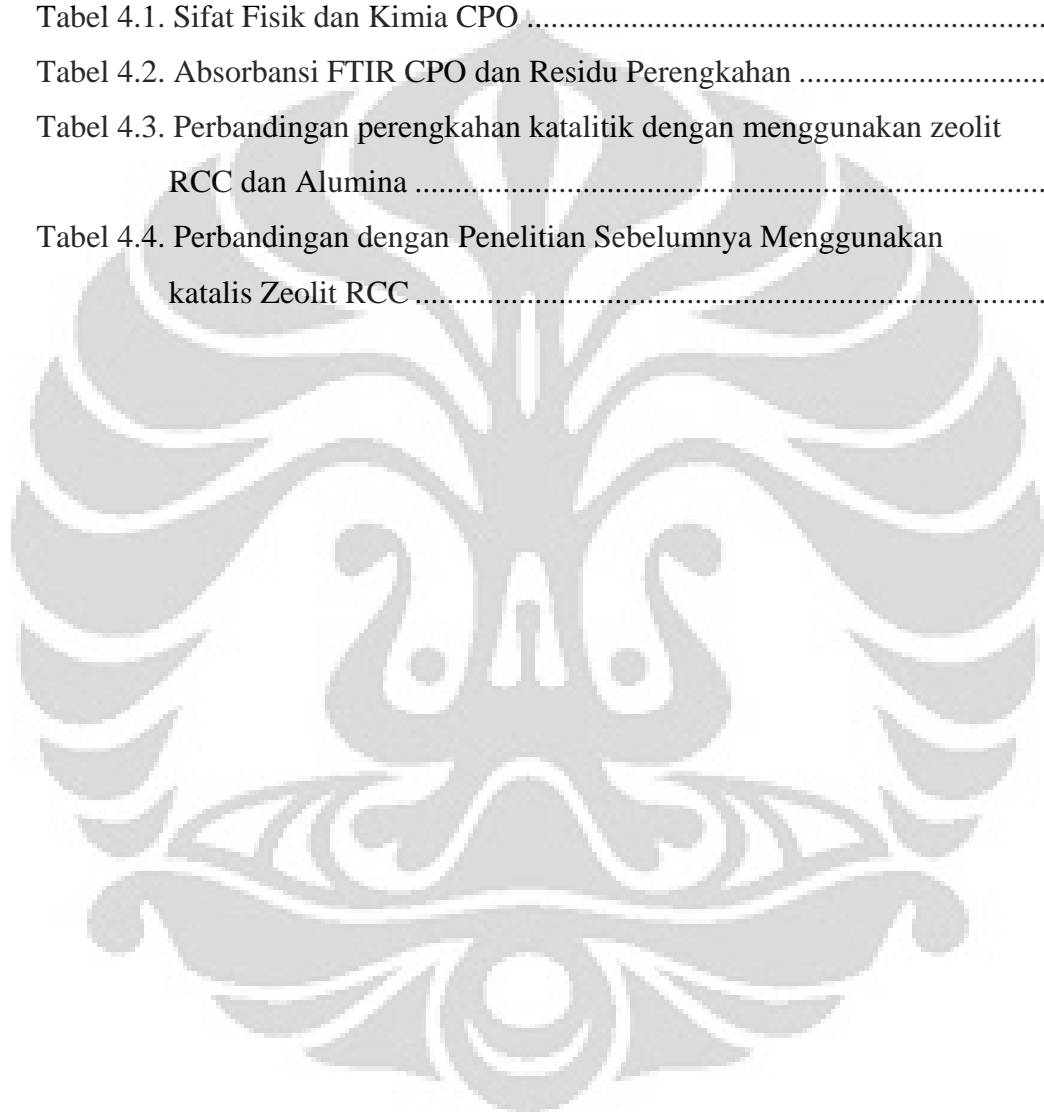 Tabel 4.1. Sifat Fisik dan Kimia CPO ..................................................................
Tabel 4.2. Absorbansi FTIR CPO dan Residu Perengkahan ...............................
Tabel 4.3. Perbandingan perengkahan katalitik dengan menggunakan zeolit
RCC dan Alumina ................................................................................
Tabel 4.4. Perbandingan dengan Penelitian Sebelumnya Menggunakan
katalis Zeolit RCC ................................................................................